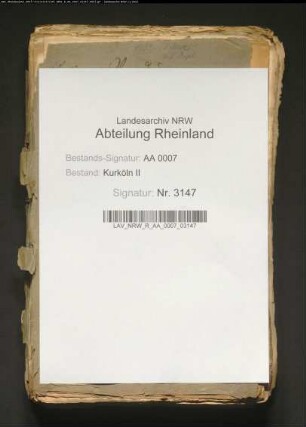 Landesarchiv NRW
Abteilung Rheinland
Bestands-Signatur: AA 0007
Bestand: Kurköln II
Signatur: Nr. 3147
LAV_NRW_R_AA_0007_03147